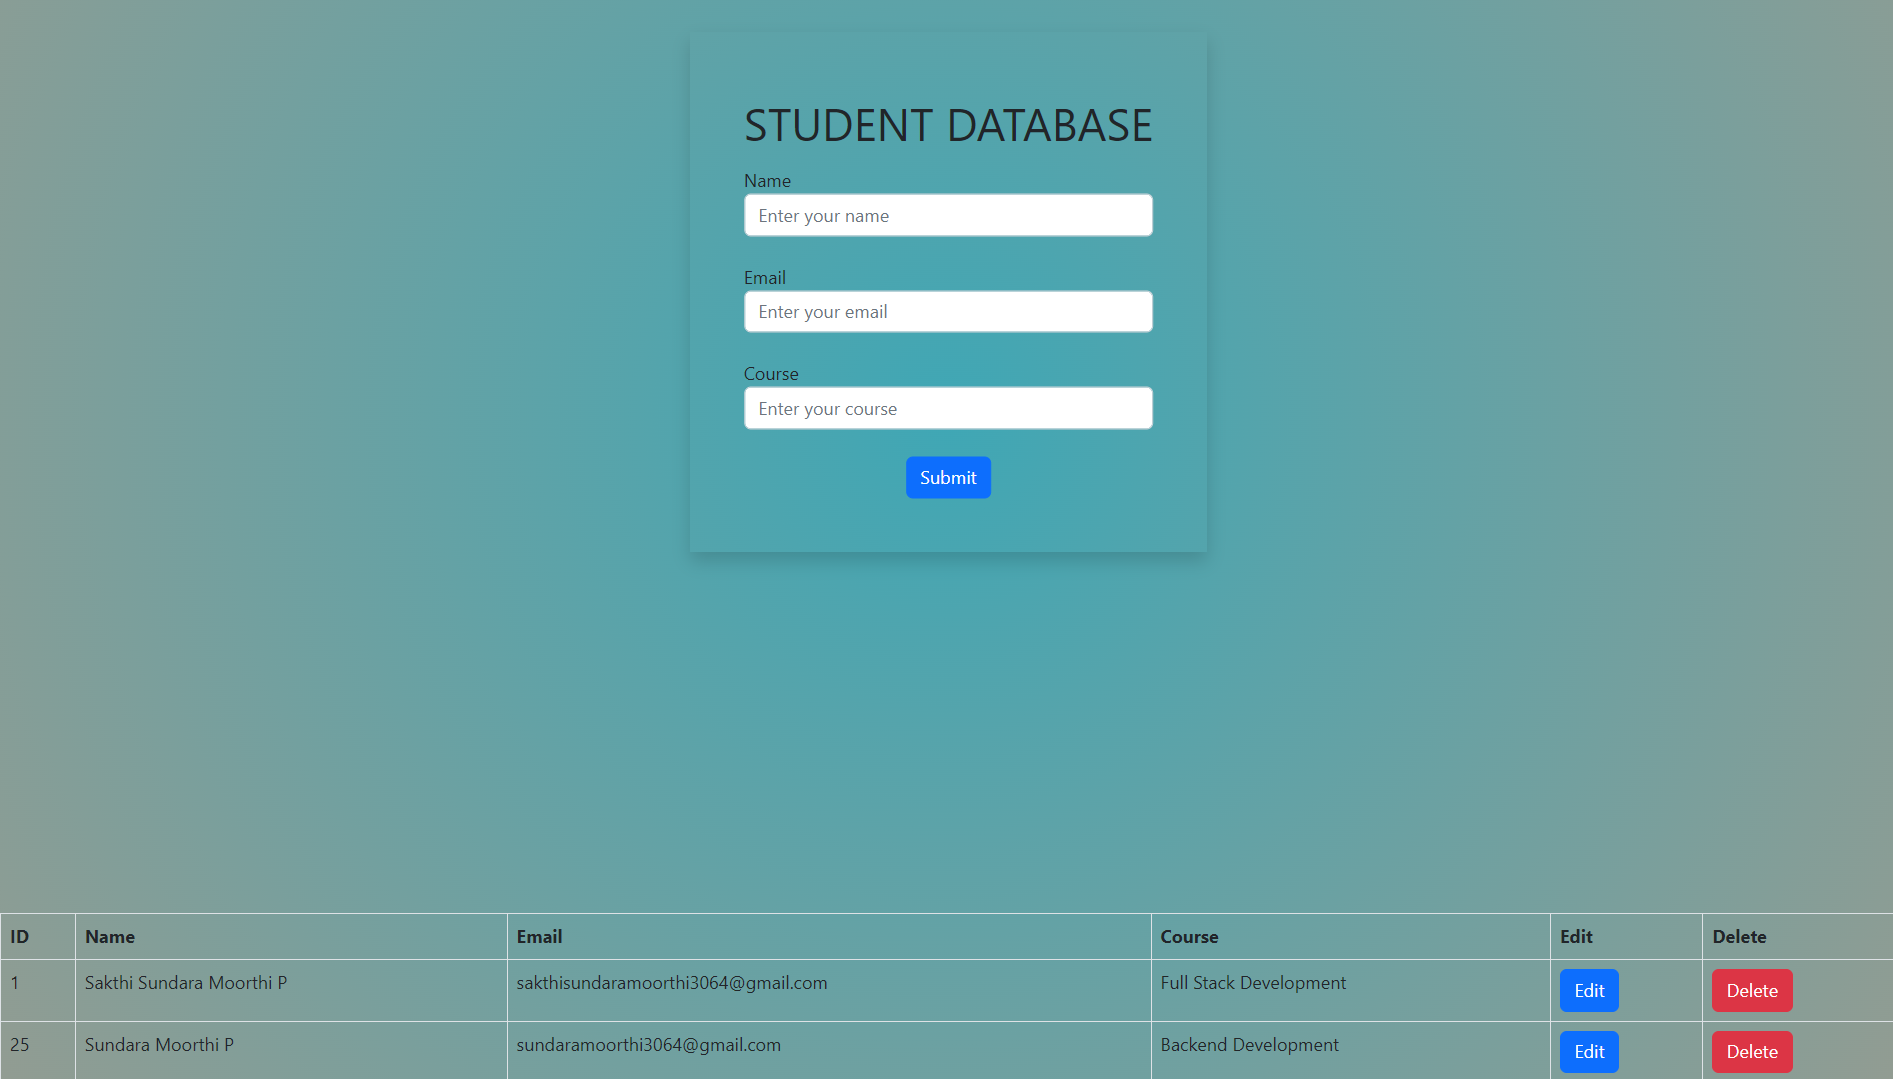 STUDENT DATABASE
Name
Enter your name
Email
Enter your email
Course
Enter your course
Submit
ID Name Email Course Edit Delete
1 Sakthi Sundara Moorthi P sakthisundaramoorthi3064@gmail.com Full Stack Development Edit Delete
25 Sundara Moorthi P sundaramoorthi3064@gmail.com Backend Development Edit Delete